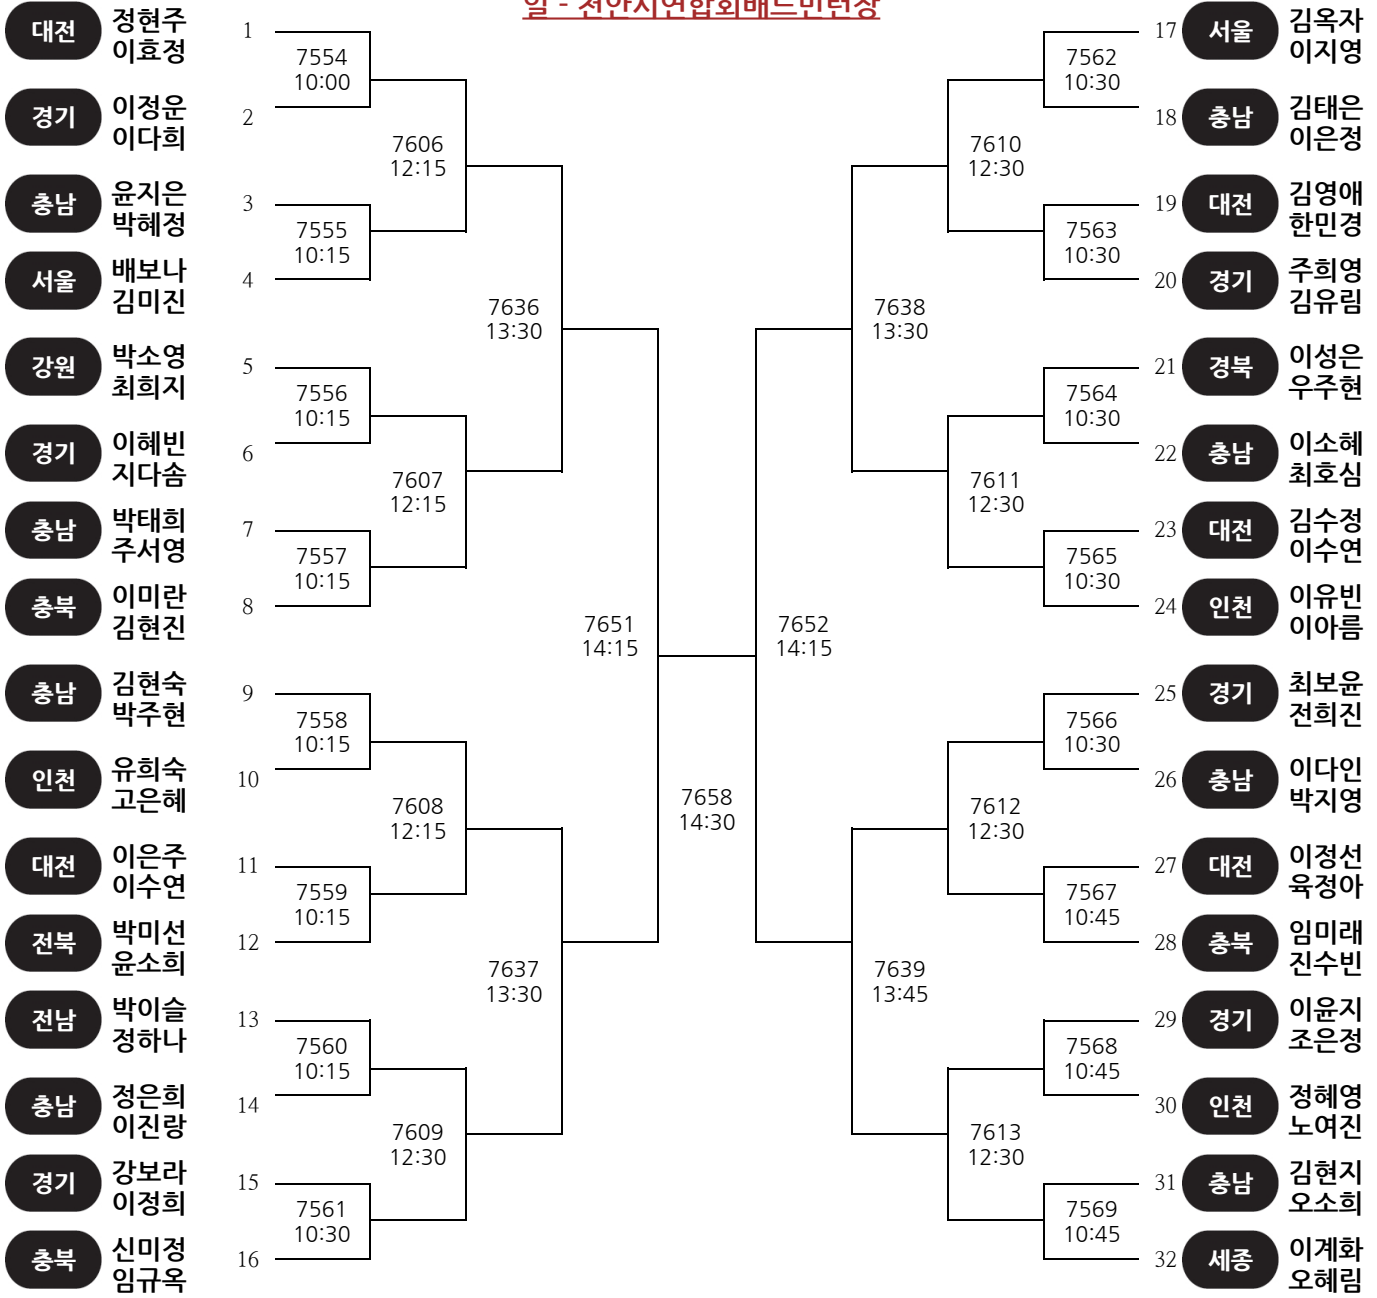 일 - 천안시연합회배드민턴장
대전 정현주 이효정 1
경기 이정운 이다희 2
충남 윤지은 박혜정 3
서울 배보나 김미진 4
강원 박소영 최희지 5
경기 이혜빈 지다솜 6
충남 박태희 주서영 7
충북 이미란 김현진 8
충남 김현숙 박주현 9
인천 유희숙 고은혜 10
대전 이은주 이수연 11
전북 박미선 윤소희 12
전남 박이슬 정하나 13
충남 정은희 이진랑 14
경기 강보라 이정희 15
충북 신미정 임규옥 16
7554
10:00
7555
10:15
7556
10:15
7557
10:15
7558
10:15
7559
10:15
7560
10:15
7561
10:30
7606
12:15
7607
12:15
7608
12:15
7609
12:30
7636
13:30
7637
13:30
7651
14:15
7658
14:30
7652
14:15
7638
13:30
7639
13:45
7610
12:30
7611
12:30
7612
12:30
7613
12:30
7562
10:30
7563
10:30
7564
10:30
7565
10:30
7566
10:30
7567
10:45
7568
10:45
7569
10:45
17 서울 김옥자 이지영
18 충남 김태은 이은정
19 대전 김영애 한민경
20 경기 주희영 김유림
21 경북 이성은 우주현
22 충남 이소혜 최호심
23 대전 김수정 이수연
24 인천 이유빈 이아름
25 경기 최보윤 전희진
26 충남 이다인 박지영
27 대전 이정선 육정아
28 충북 임미래 진수빈
29 경기 이윤지 조은정
30 인천 정혜영 노여진
31 충남 김현지 오소희
32 세종 이계화 오혜림